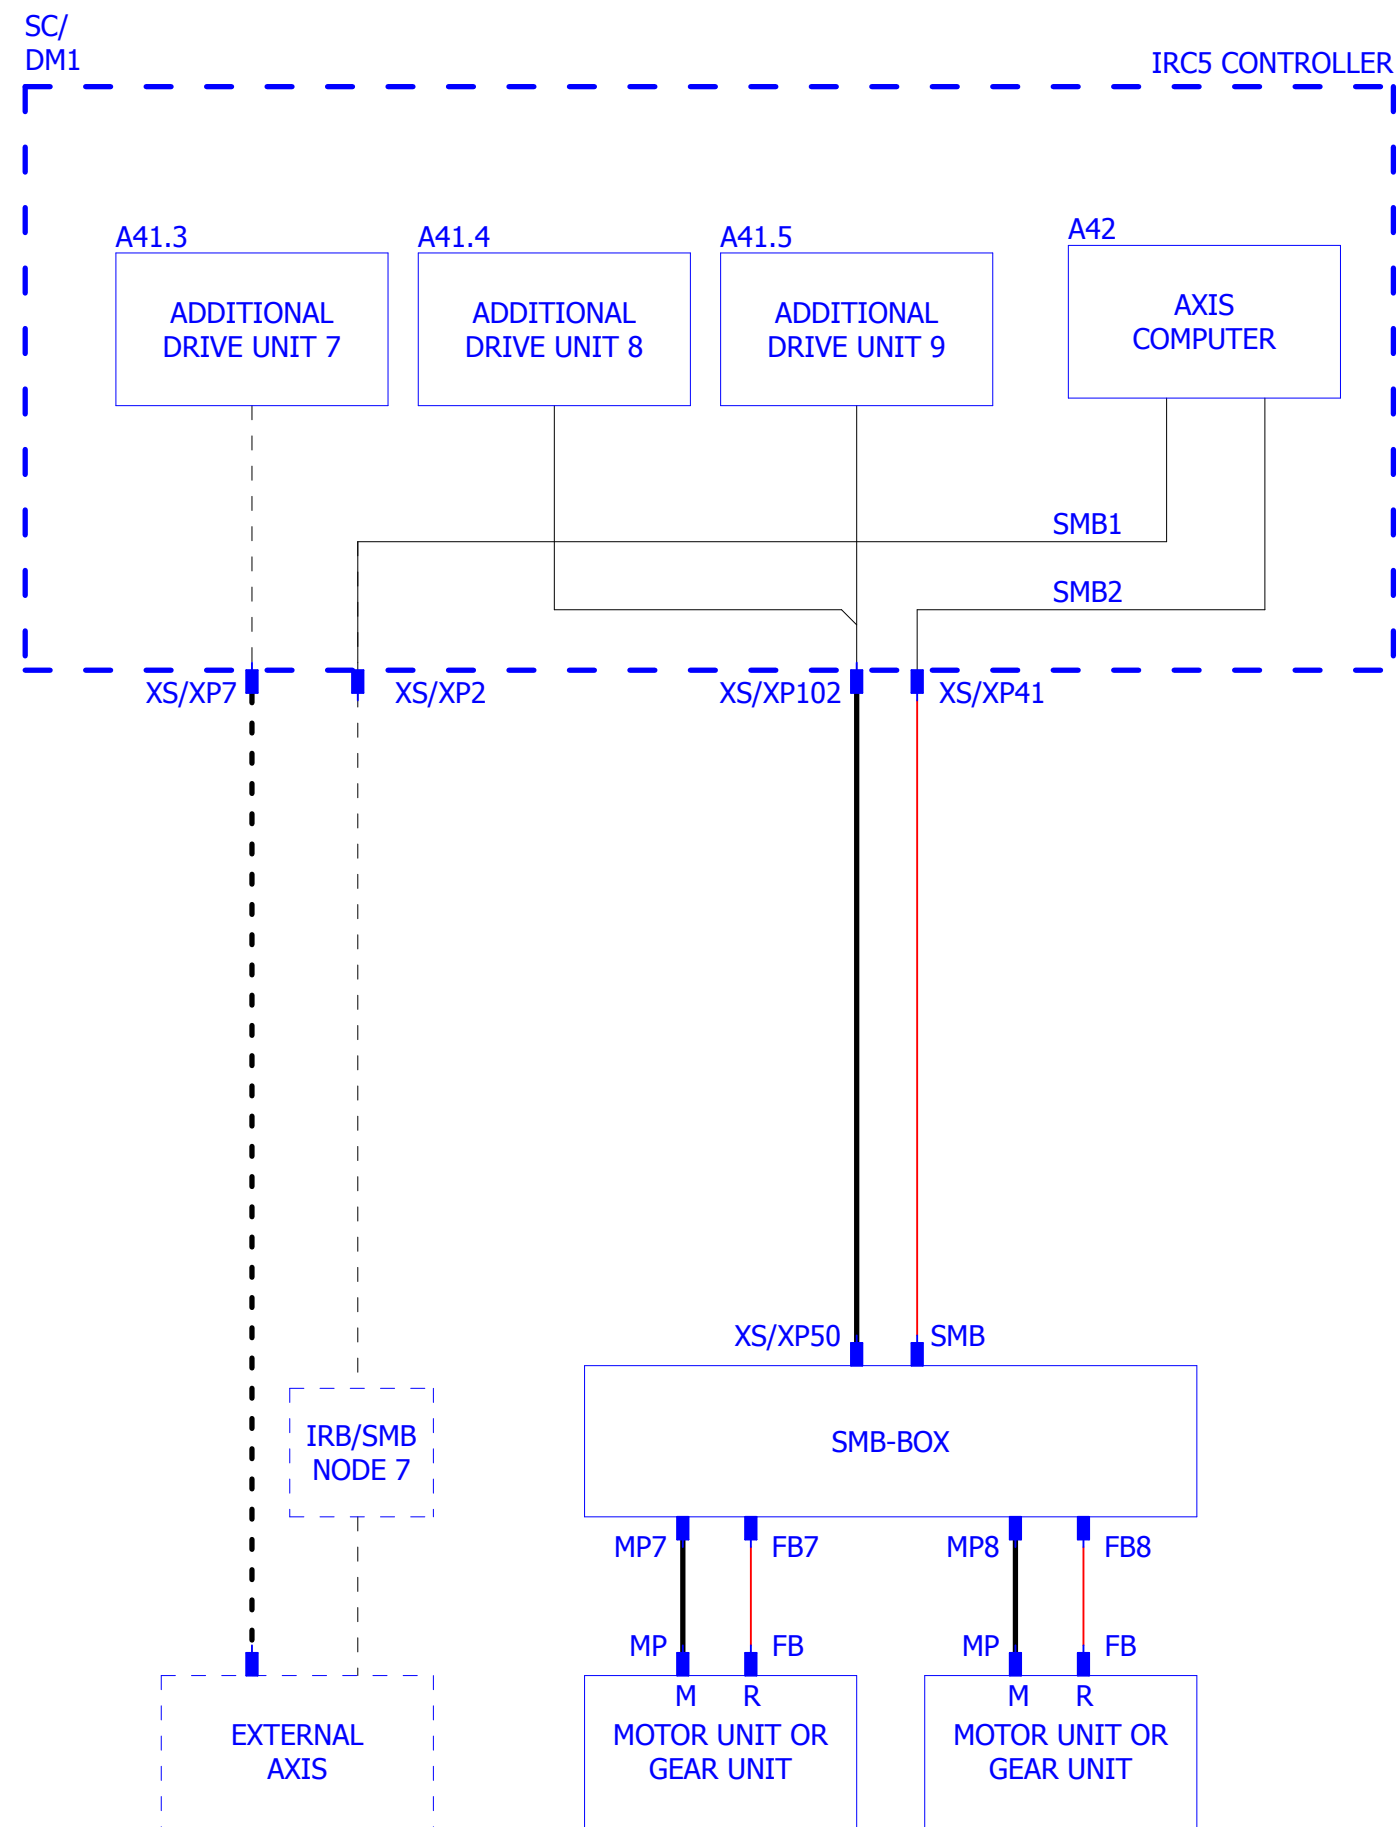 SC/
DM1
IRC5 CONTROLLER
A41.3
A41.4
A41.5
A42
ADDITIONAL
DRIVE UNIT 7
ADDITIONAL
DRIVE UNIT 8
ADDITIONAL
DRIVE UNIT 9
AXIS
COMPUTER
SMB1
SMB2
XS/XP7
XS/XP2
XS/XP102
XS/XP41
XS/XP50
SMB
IRB/SMB
NODE 7
SMB-BOX
MP7
FB7
MP8
FB8
MP
FB
MP
FB
M
R
M
R
EXTERNAL
AXIS
MOTOR UNIT OR
GEAR UNIT
MOTOR UNIT OR
GEAR UNIT